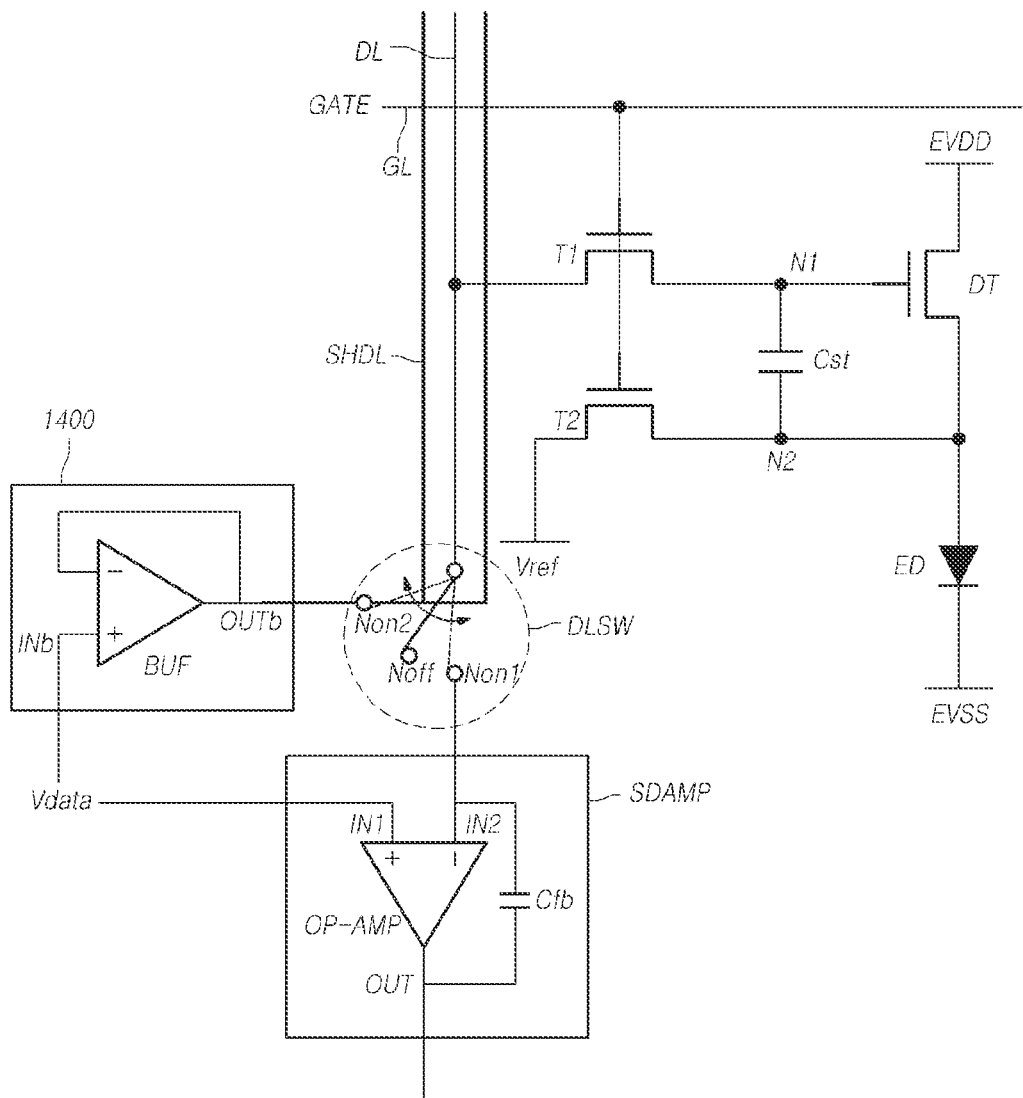 DL
GATE
GL
EVDD
T1
N1
DT
SHDL
Cst
1400
T2
N2
Vref
ED
−
OUTb
Non2
DLSW
INb
+
BUF
Noff
Non1
EVSS
Vdata
SDAMP
IN1
IN2
+
−
Cfb
OP-AMP
OUT